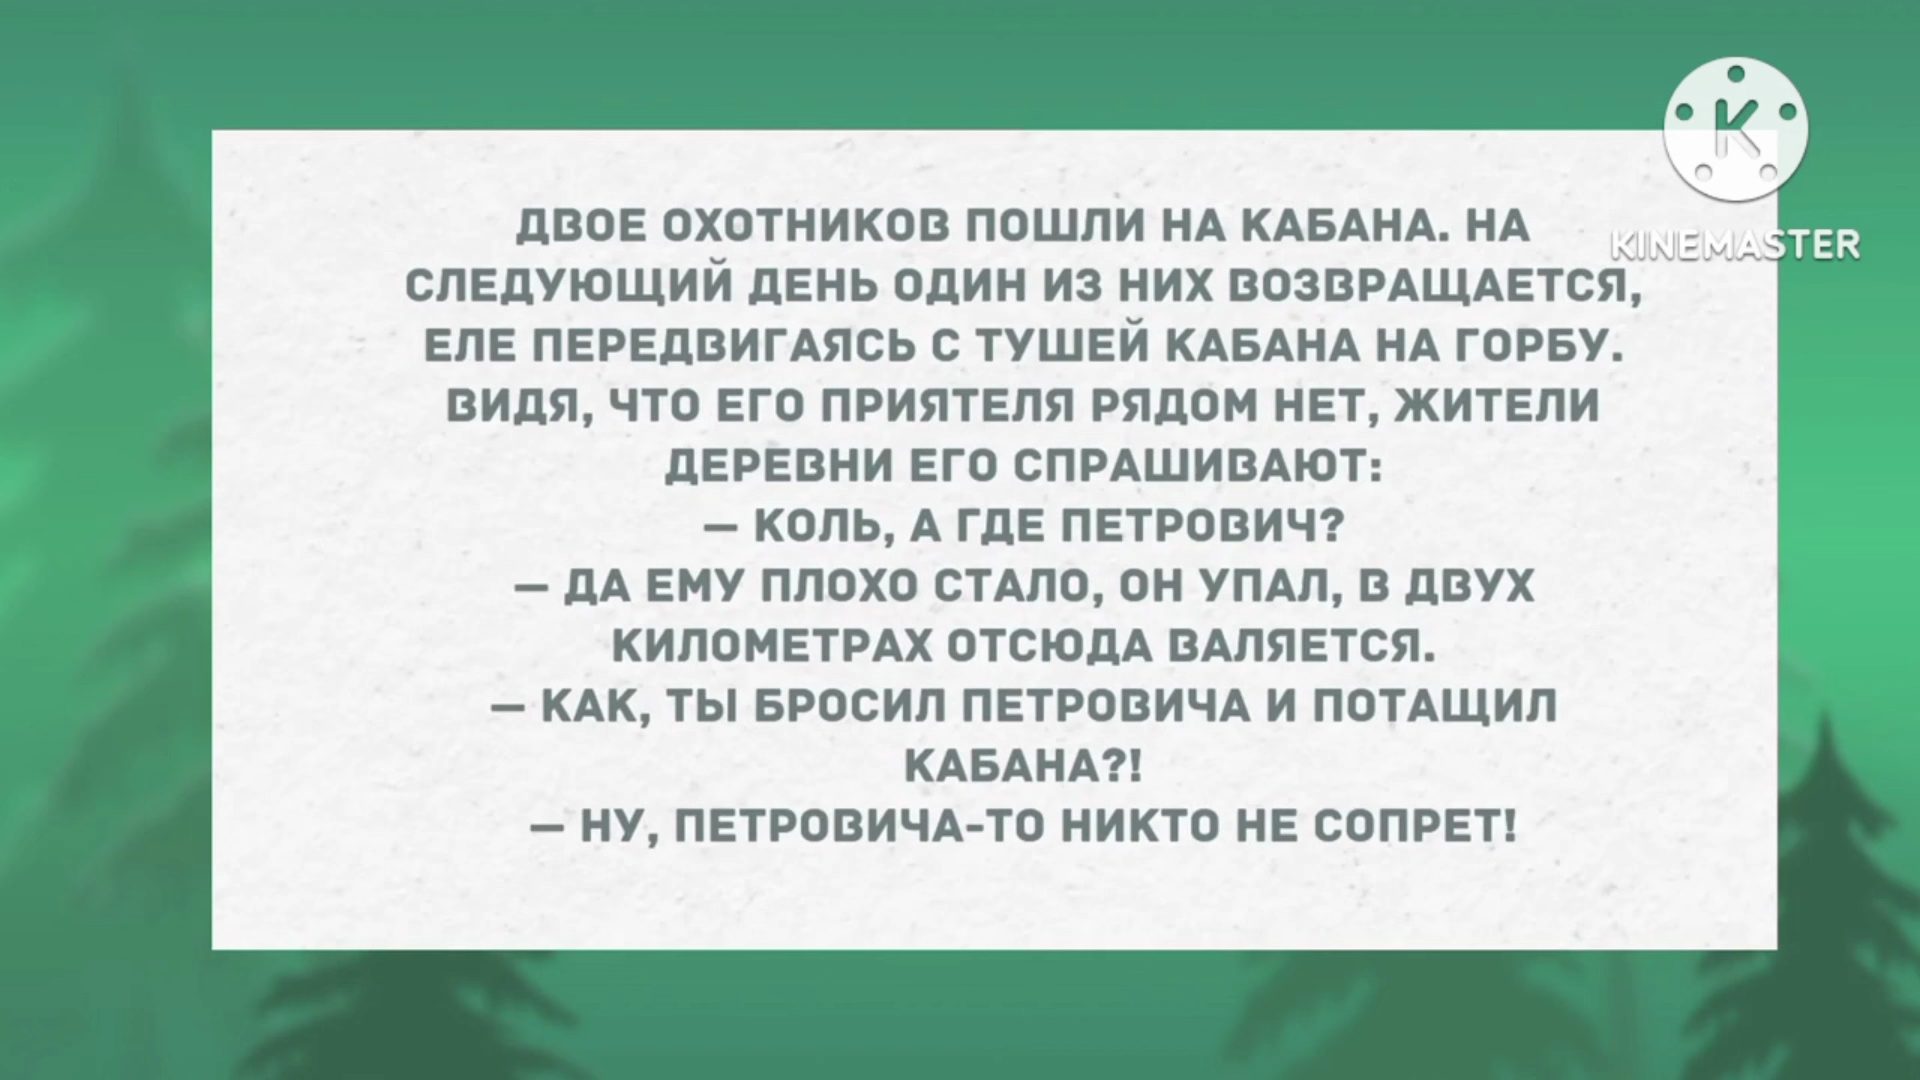 ДВОЕ ОХОТНИКОВ ПОШЛИ НА КАБАНА. НА
СЛЕДУЮЩИЙ ДЕНЬ ОДИН ИЗ НИХ ВОЗВРАЩАЕТСЯ,
ЕЛЕ ПЕРЕДВИГАЯСЬ С ТУШЕЙ КАБАНА НА ГОРБУ.
ВИДЯ, ЧТО ЕГО ПРИЯТЕЛЯ РЯДОМ НЕТ, ЖИТЕЛИ
ДЕРЕВНИ ЕГО СПРАШИВАЮТ:
— КОЛЬ, А ГДЕ ПЕТРОВИЧ?
— ДА ЕМУ ПЛОХО СТАЛО, ОН УПАЛ, В ДВУХ
КИЛОМЕТРАХ ОТСЮДА ВАЛЯЕТСЯ.
— КАК, ТЫ БРОСИЛ ПЕТРОВИЧА И ПОТАЩИЛ
КАБАНА?!
— НУ, ПЕТРОВИЧА-ТО НИКТО НЕ СОПРЕТ!
K
KINEMASTER